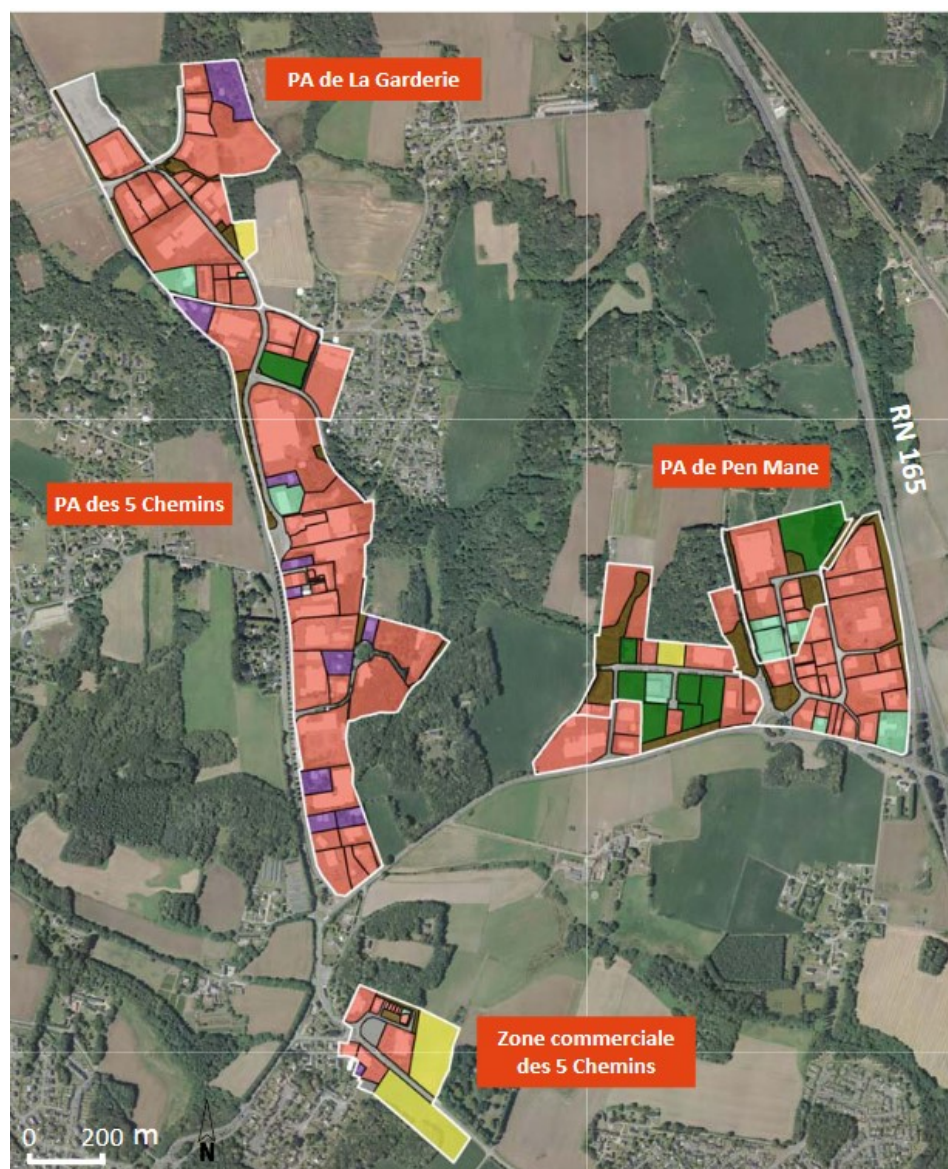 PA de La Garderie
RN 165
PA de Pen Mane
PA des 5 Chemins
Zone commerciale
des 5 Chemins
0 200 m
N